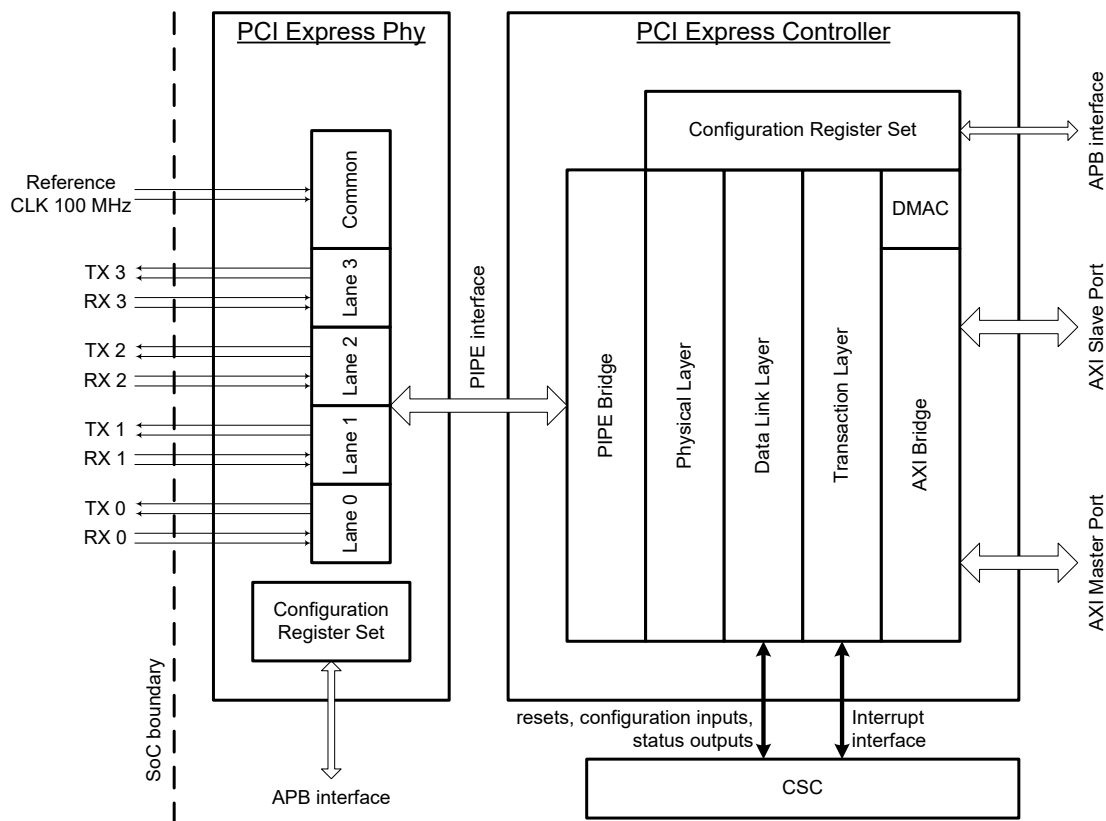 PCI Express Phy
PCI Express Controller
Configuration Register Set
APB interface
Reference
CLK 100 MHz
Common
DMAC
TX 3
RX 3
Lane 3
TX 2
RX 2
Lane 2
TX 1
RX 1
Lane 1
TX 0
RX 0
Lane 0
PIPE interface
PIPE Bridge
Physical Layer
Data Link Layer
Transaction Layer
AXI Bridge
AXI Slave Port
AXI Master Port
Configuration
Register Set
SoC boundary
APB interface
resets, configuration inputs,
status outputs
Interrupt
interface
CSC